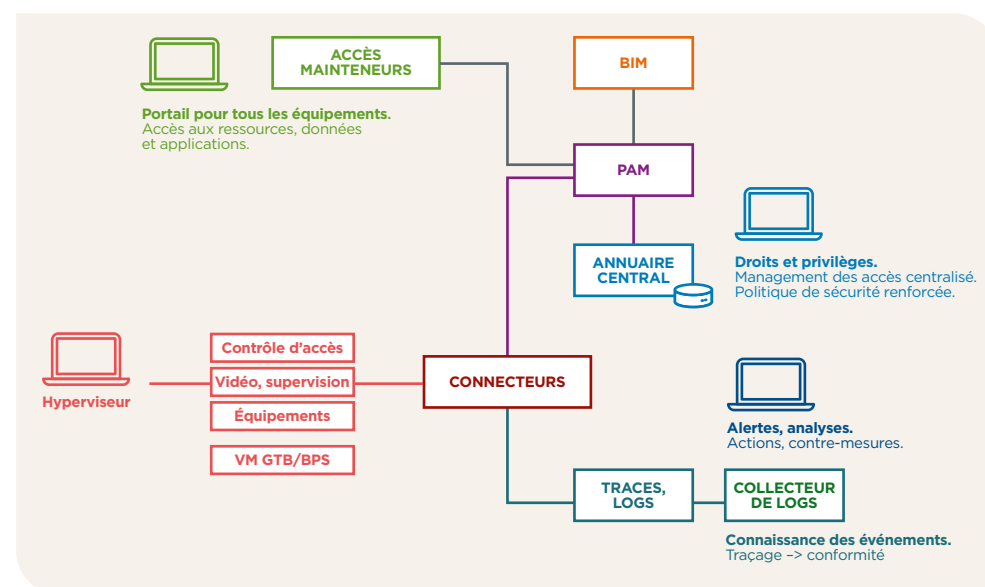 ACCÈS
MAINTENEURS
BIM
Portail pour tous les équipements.
Accès aux ressources, données
et applications.
PAM
ANNUAIRE
CENTRAL
Droits et privilèges.
Management des accès centralisé.
Politique de sécurité renforcée.
Contrôle d'accès
Vidéo, supervision
Équipements
VM GTB/BPS
Hyperviseur
CONNECTEURS
Alertes, analyses.
Actions, contre-mesures.
TRACES,
LOGS
COLLECTEUR
DE LOGS
Connaissance des événements.
Traçage –> conformité